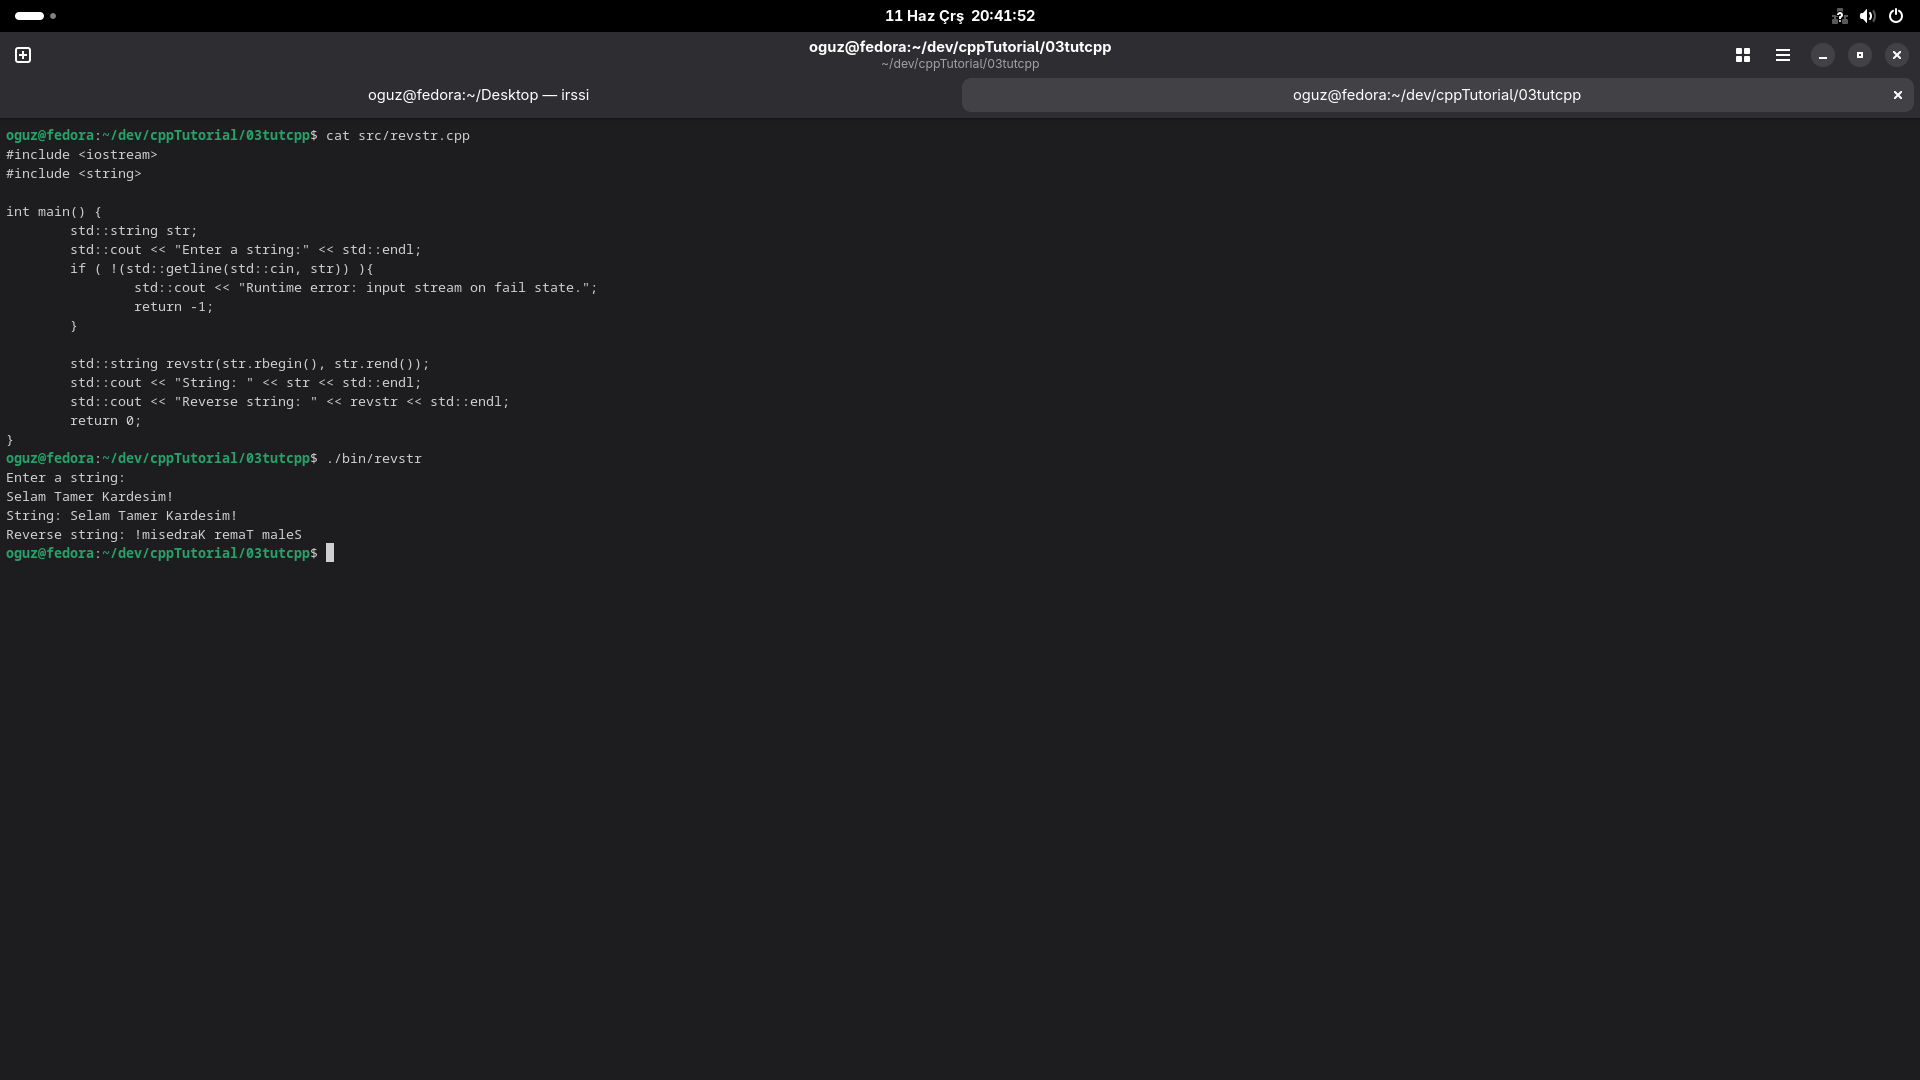 11 Haz Çrş 20:41:52
oguz@fedora:~/dev/cppTutorial/03tutcpp
~/dev/cppTutorial/03tutcpp
oguz@fedora:~/Desktop — irssi
oguz@fedora:~/dev/cppTutorial/03tutcpp
oguz@fedora:~/dev/cppTutorial/03tutcpp$ cat src/revstr.cpp
#include <iostream>
#include <string>

int main() {
        std::string str;
        std::cout << "Enter a string:" << std::endl;
        if ( !(std::getline(std::cin, str)) ){
                std::cout << "Runtime error: input stream on fail state.";
                return -1;
        }

        std::string revstr(str.rbegin(), str.rend());
        std::cout << "String: " << str << std::endl;
        std::cout << "Reverse string: " << revstr << std::endl;
        return 0;
}
oguz@fedora:~/dev/cppTutorial/03tutcpp$ ./bin/revstr
Enter a string:
Selam Tamer Kardesim!
String: Selam Tamer Kardesim!
Reverse string: !misedraK remaT maleS
oguz@fedora:~/dev/cppTutorial/03tutcpp$